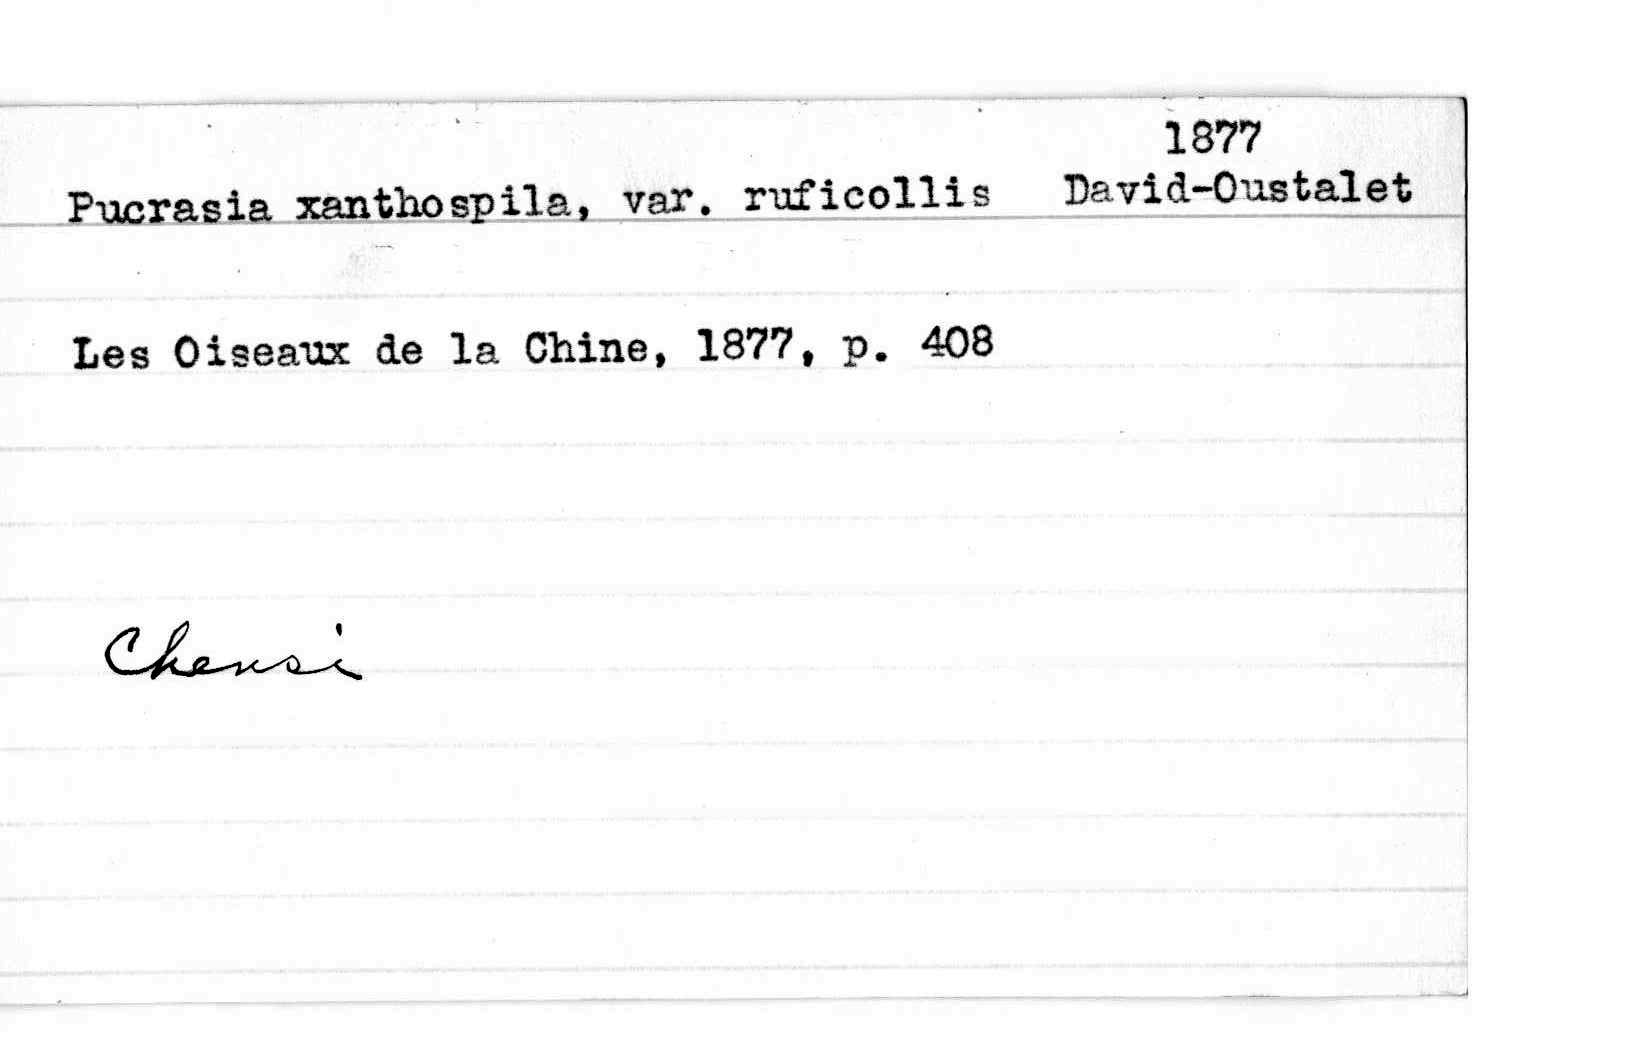 1877
Pucrasia xanthospila, var. ruficollis David-Oustalet
Les Oiseaux de la Chine, 1877, p. 408
Chensi